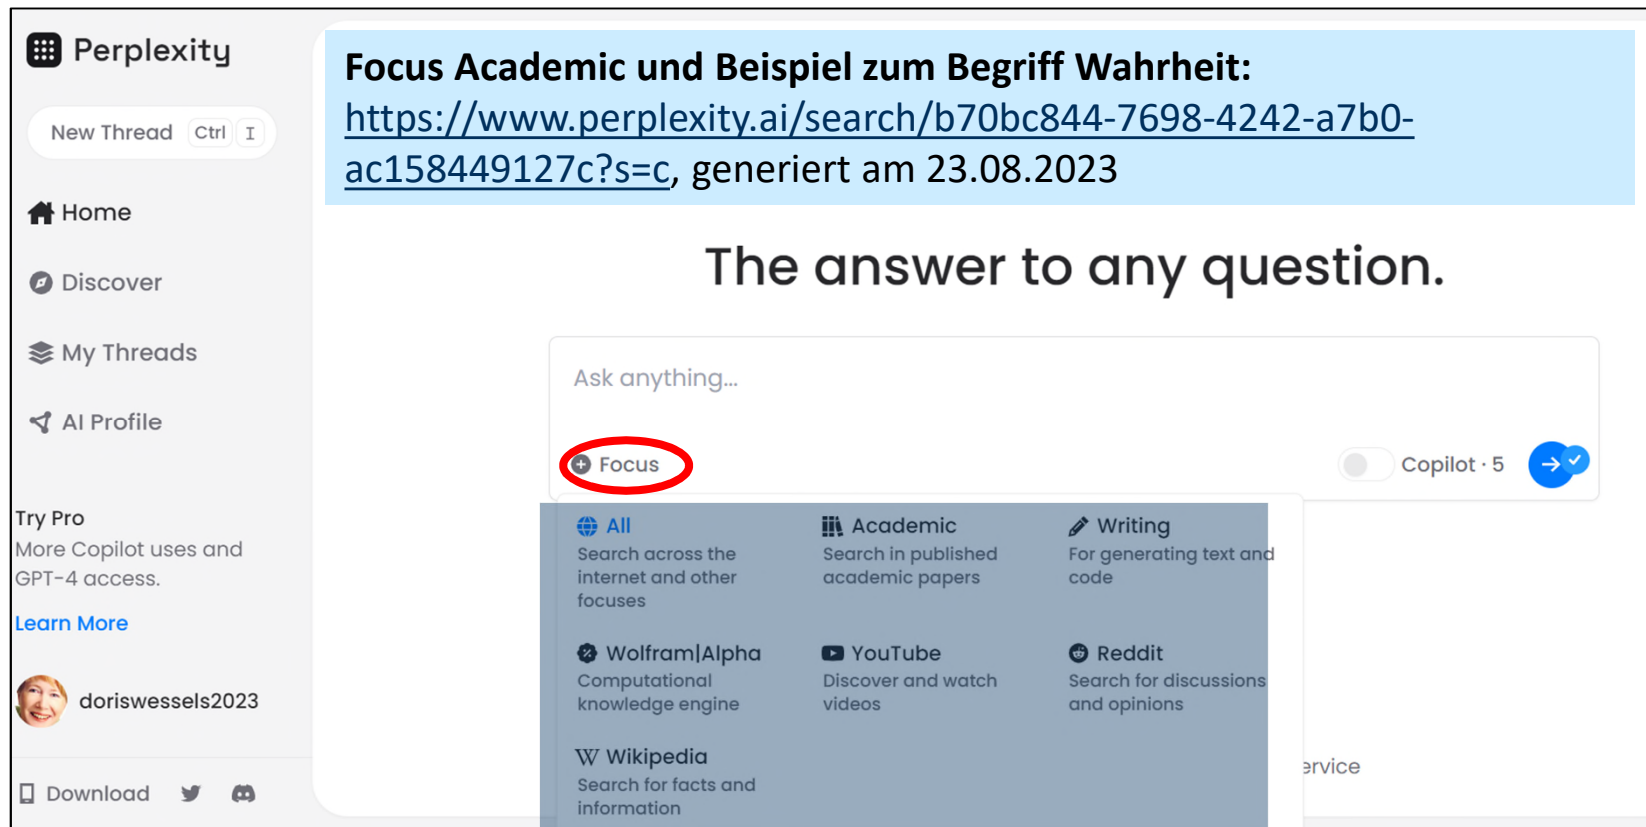 Perplexity
New Thread Ctrl I
Home
Discover
My Threads
AI Profile
Try Pro
More Copilot uses and
GPT-4 access.
Learn More
doriswessels2023
Download
Focus Academic und Beispiel zum Begriff Wahrheit:
https://www.perplexity.ai/search/b70bc844-7698-4242-a7b0-
ac158449127c?s=c, generiert am 23.08.2023
The answer to any question.
Ask anything...
Focus
Copilot · 5
All
Search across the
internet and other
focuses
Academic
Search in published
academic papers
Writing
For generating text and
code
Wolfram|Alpha
Computational
knowledge engine
YouTube
Discover and watch
videos
Reddit
Search for discussions
and opinions
W Wikipedia
Search for facts and
information
ervice